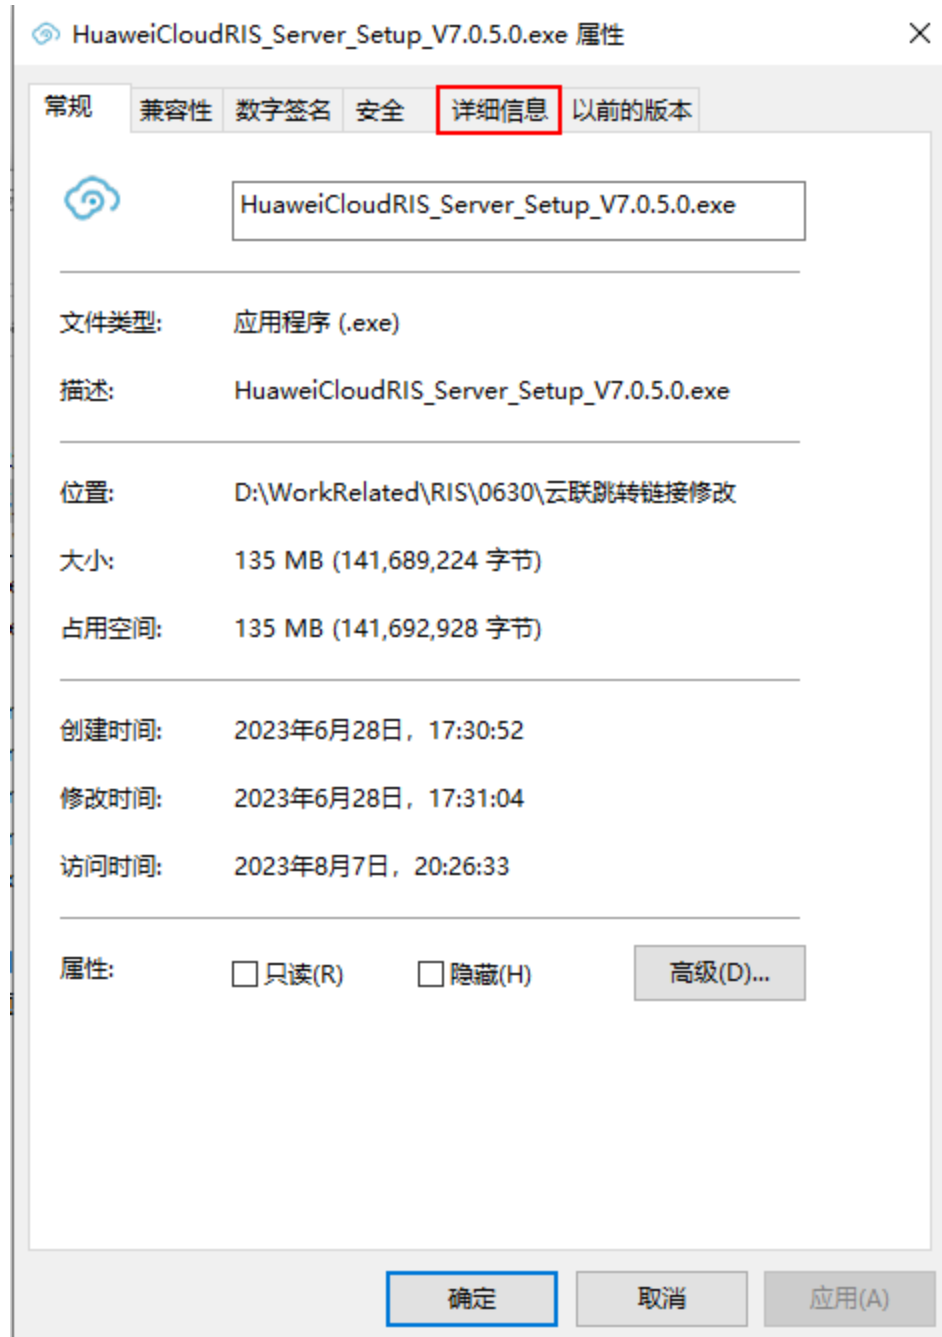 HuaweiCloudRIS_Server_Setup_V7.0.5.0.exe 属性
常规 兼容性 数字签名 安全 详细信息 以前的版本
HuaweiCloudRIS_Server_Setup_V7.0.5.0.exe
文件类型: 应用程序 (.exe)
描述: HuaweiCloudRIS_Server_Setup_V7.0.5.0.exe
位置: D:\WorkRelated\RIS\0630\云联跳转链接修改
大小: 135 MB (141,689,224 字节)
占用空间: 135 MB (141,692,928 字节)
创建时间: 2023年6月28日，17:30:52
修改时间: 2023年6月28日，17:31:04
访问时间: 2023年8月7日，20:26:33
属性: 只读(R) 隐藏(H) 高级(D)...
确定 取消 应用(A)